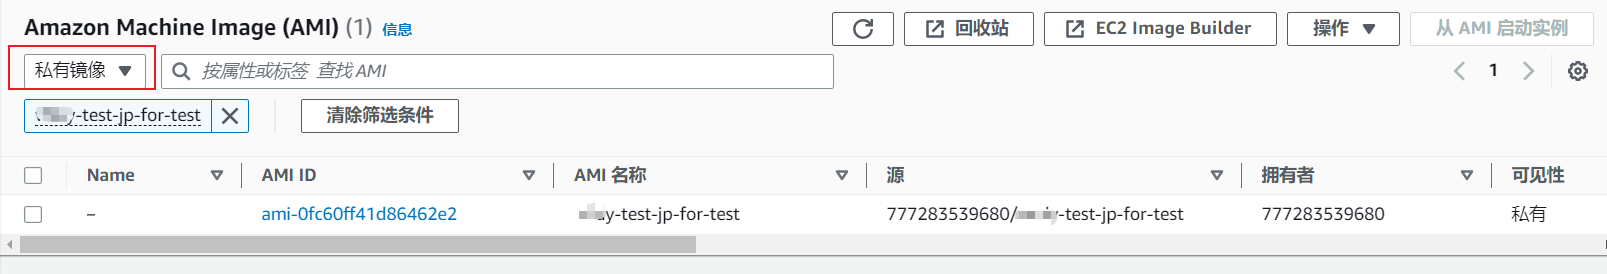 Amazon Machine Image (AMI) (1) 信息
回收站
EC2 Image Builder
操作
从 AMI 启动实例
私有镜像
按属性或标签 查找 AMI
1
y-test-jp-for-test
清除筛选条件
Name AMI ID AMI 名称 源 拥有者 可见性
– ami-0fc60ff41d86462e2 y-test-jp-for-test 777283539680/ y-test-jp-for-test 777283539680 私有